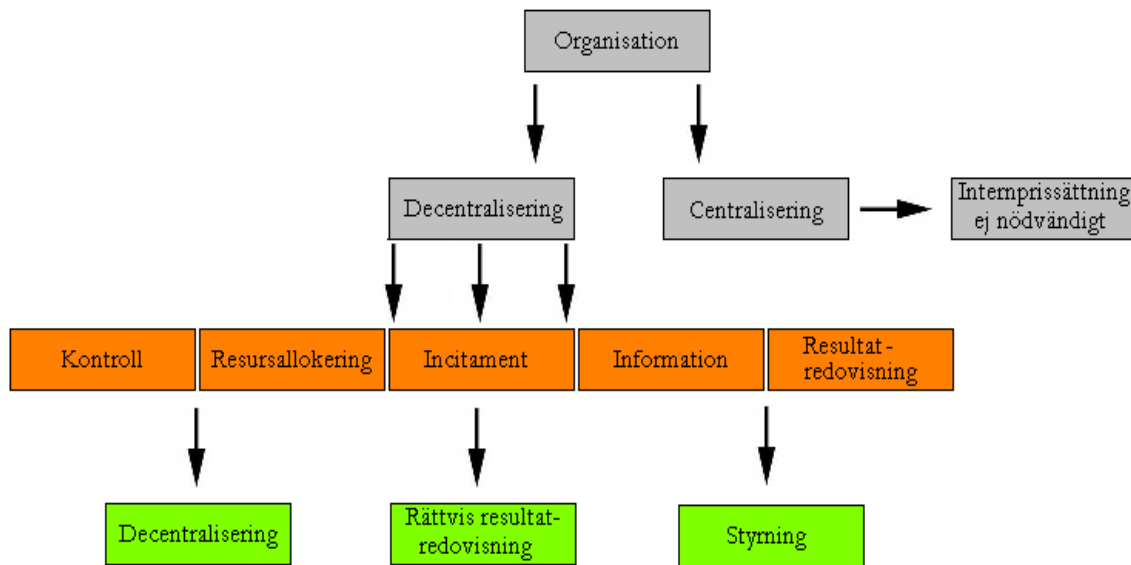 Organisation
Decentralisering
Centralisering
Internprissättning
ej nödvändigt
Kontroll
Resursallokering
Incitament
Information
Resultat-
redovisning
Decentralisering
Rättvis resultat-
redovisning
Styrning